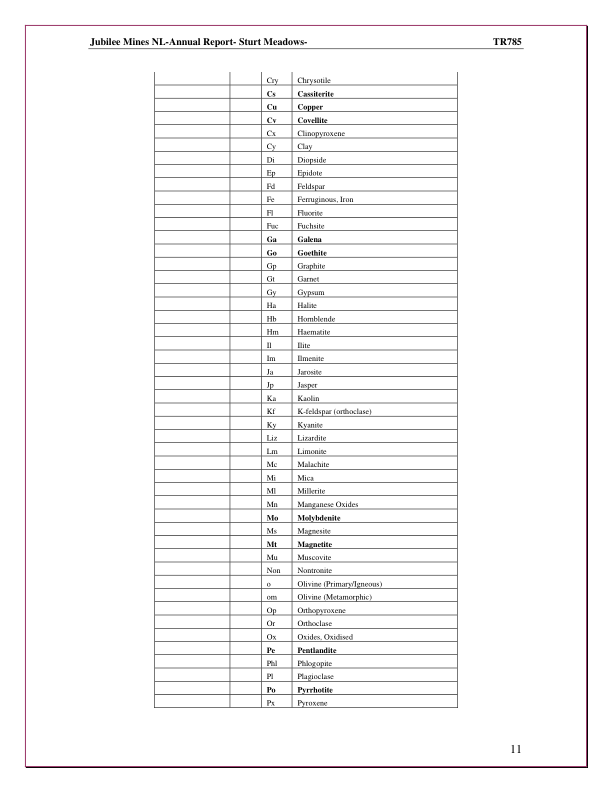 Jubilee Mines NL-Annual Report- Sturt Meadows- TR785
Cry Chrysotile
Cs Cassiterite
Cu Copper
Cv Covellite
Cx Clinopyroxene
Cy Clay
Di Diopside
Ep Epidote
Fd Feldspar
Fe Ferruginous, Iron
Fl Fluorite
Fuc Fuchsite
Ga Galena
Go Goethite
Gp Graphite
Gt Garnet
Gy Gypsum
Ha Halite
Hb Hornblende
Hm Haematite
Il Ilite
Im Ilmenite
Ja Jarosite
Jp Jasper
Ka Kaolin
Kf K-feldspar (orthoclase)
Ky Kyanite
Liz Lizardite
Lm Limonite
Mc Malachite
Mi Mica
Ml Millerite
Mn Manganese Oxides
Mo Molybdenite
Ms Magnesite
Mt Magnetite
Mu Muscovite
Non Nontronite
o Olivine (Primary/Igneous)
om Olivine (Metamorphic)
Op Orthopyroxene
Or Orthoclase
Ox Oxides, Oxidised
Pe Pentlandite
Phl Phlogopite
Pl Plagioclase
Po Pyrrhotite
Px Pyroxene
11